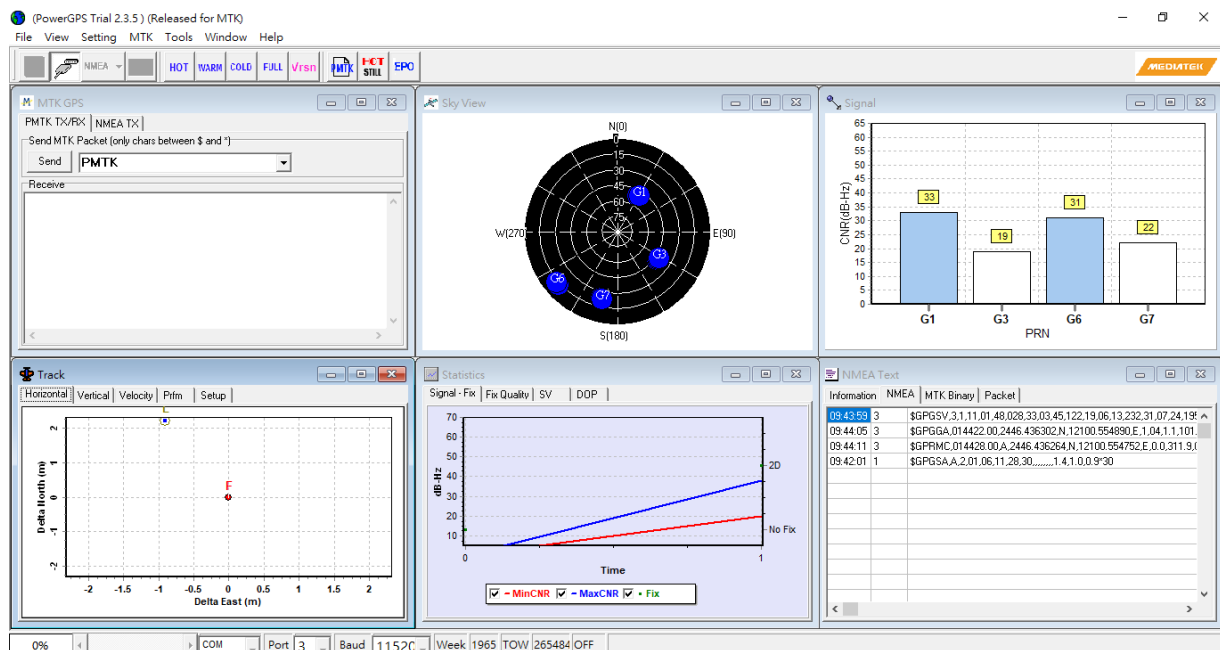 (PowerGPS Trial 2.3.5 ) (Released for MTK)
File View Setting MTK Tools Window Help
NMEA HOT WARM COLD FULL Vrsn PMTK HOT STILL EPO MEDIATEK
MTK GPS
PMTK TX/RX NMEA TX
Send MTK Packet (only chars between $ and *)
Send PMTK
Receive
Sky View
N(0)
0
15
30
45
60
75
W(270) E(90)
S(180)
G1
G3
G6
G7
Signal
CNR(dB-Hz)
65
60
55
50
45
40
35
30
25
20
15
10
5
0
33 19 31 22
G1 G3 G6 G7
PRN
Track
Horizontal Vertical Velocity Prfm Setup
Delta North (m)
2
1
0
-1
-2
F
-2 -1.5 -1 -0.5 0 0.5 1 1.5 2
Delta East (m)
Statistics
Signal - Fix Fix Quality SV DOP
dB-Hz
70
60
50
40
30
20
10
2D
No Fix
0 1
Time
MinCNR MaxCNR Fix
NMEA Text
Information NMEA MTK Binary Packet
09:43:59 3 $GPGSV,3,1,11,01,48,028,33,03,45,122,19,06,13,232,31,07,24,195
09:44:05 3 $GPGGA,014422.00,2446.436302,N,12100.554890,E,1,04,1.1,101.
09:44:11 3 $GPRMC,014428.00,A,2446.436264,N,12100.554752,E,0.0,311.9,
09:42:01 1 $GPGSA,A,2,01,06,11,28,30,,,,,,,,1.4,1.0,0.9*30
0% COM Port 3 Baud 11520 Week 1965 TOW 265484 OFF